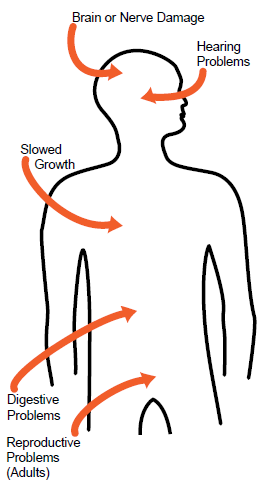 Brain or Nerve Damage
Hearing
Problems
Slowed
Growth
Digestive
Problems
Reproductive
Problems
(Adults)